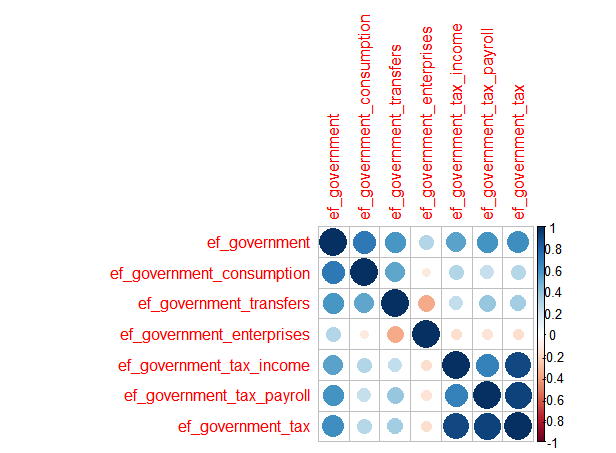 ef_government
ef_government_consumption
ef_government_transfers
ef_government_enterprises
ef_government_tax_income
ef_government_tax_payroll
ef_government_tax
ef_government
ef_government_consumption
ef_government_transfers
ef_government_enterprises
ef_government_tax_income
ef_government_tax_payroll
ef_government_tax
1
0.8
0.6
0.4
0.2
0
-0.2
-0.4
-0.6
-0.8
-1